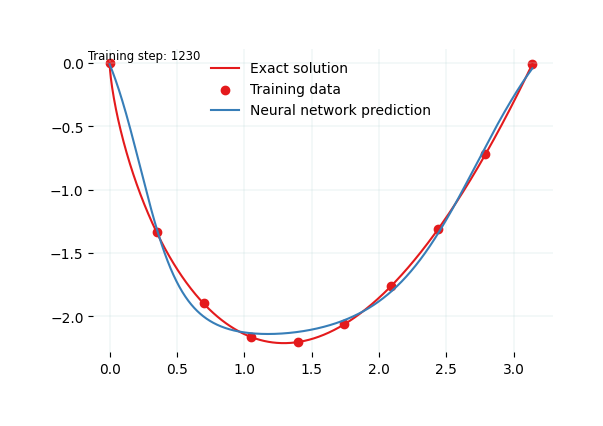 Training step: 1230
Exact solution
Training data
Neural network prediction
0.0
−0.5
−1.0
−1.5
−2.0
0.0 0.5 1.0 1.5 2.0 2.5 3.0